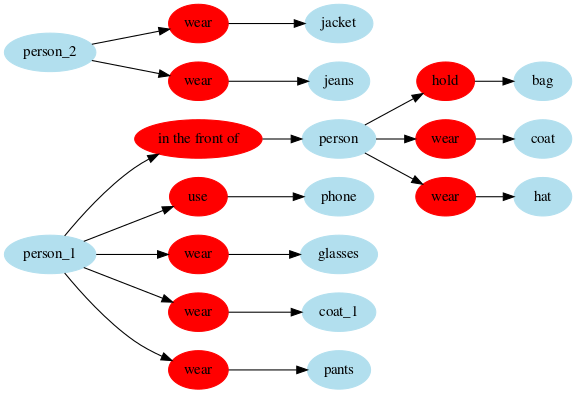 person_2
wear
jacket
wear
jeans
in the front of
person
hold
bag
wear
coat
wear
hat
person_1
use
phone
wear
glasses
wear
coat_1
wear
pants